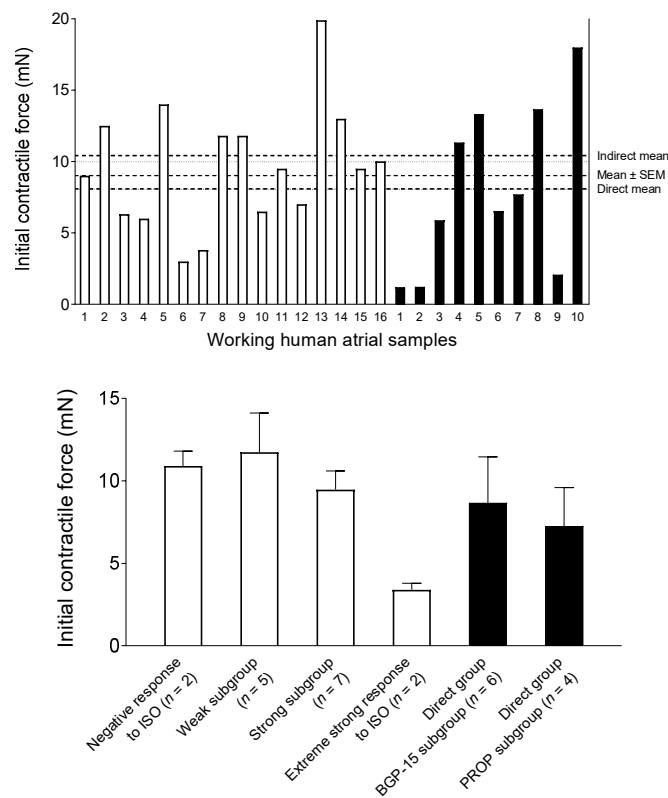 Initial contractile force (mN)
20
15
10
5
0
Indirect mean
Mean ± SEM
Direct mean
1 2 3 4 5 6 7 8 9 10 11 12 13 14 15 16 1 2 3 4 5 6 7 8 9 10
Working human atrial samples
Initial contractile force (mN)
15
10
5
0
Negative response
to ISO (n = 2)
Weak subgroup
(n = 5)
Strong subgroup
(n = 7)
Extreme strong response
to ISO (n = 2)
Direct group
BGP-15 subgroup (n = 6)
Direct group
PROP subgroup (n = 4)